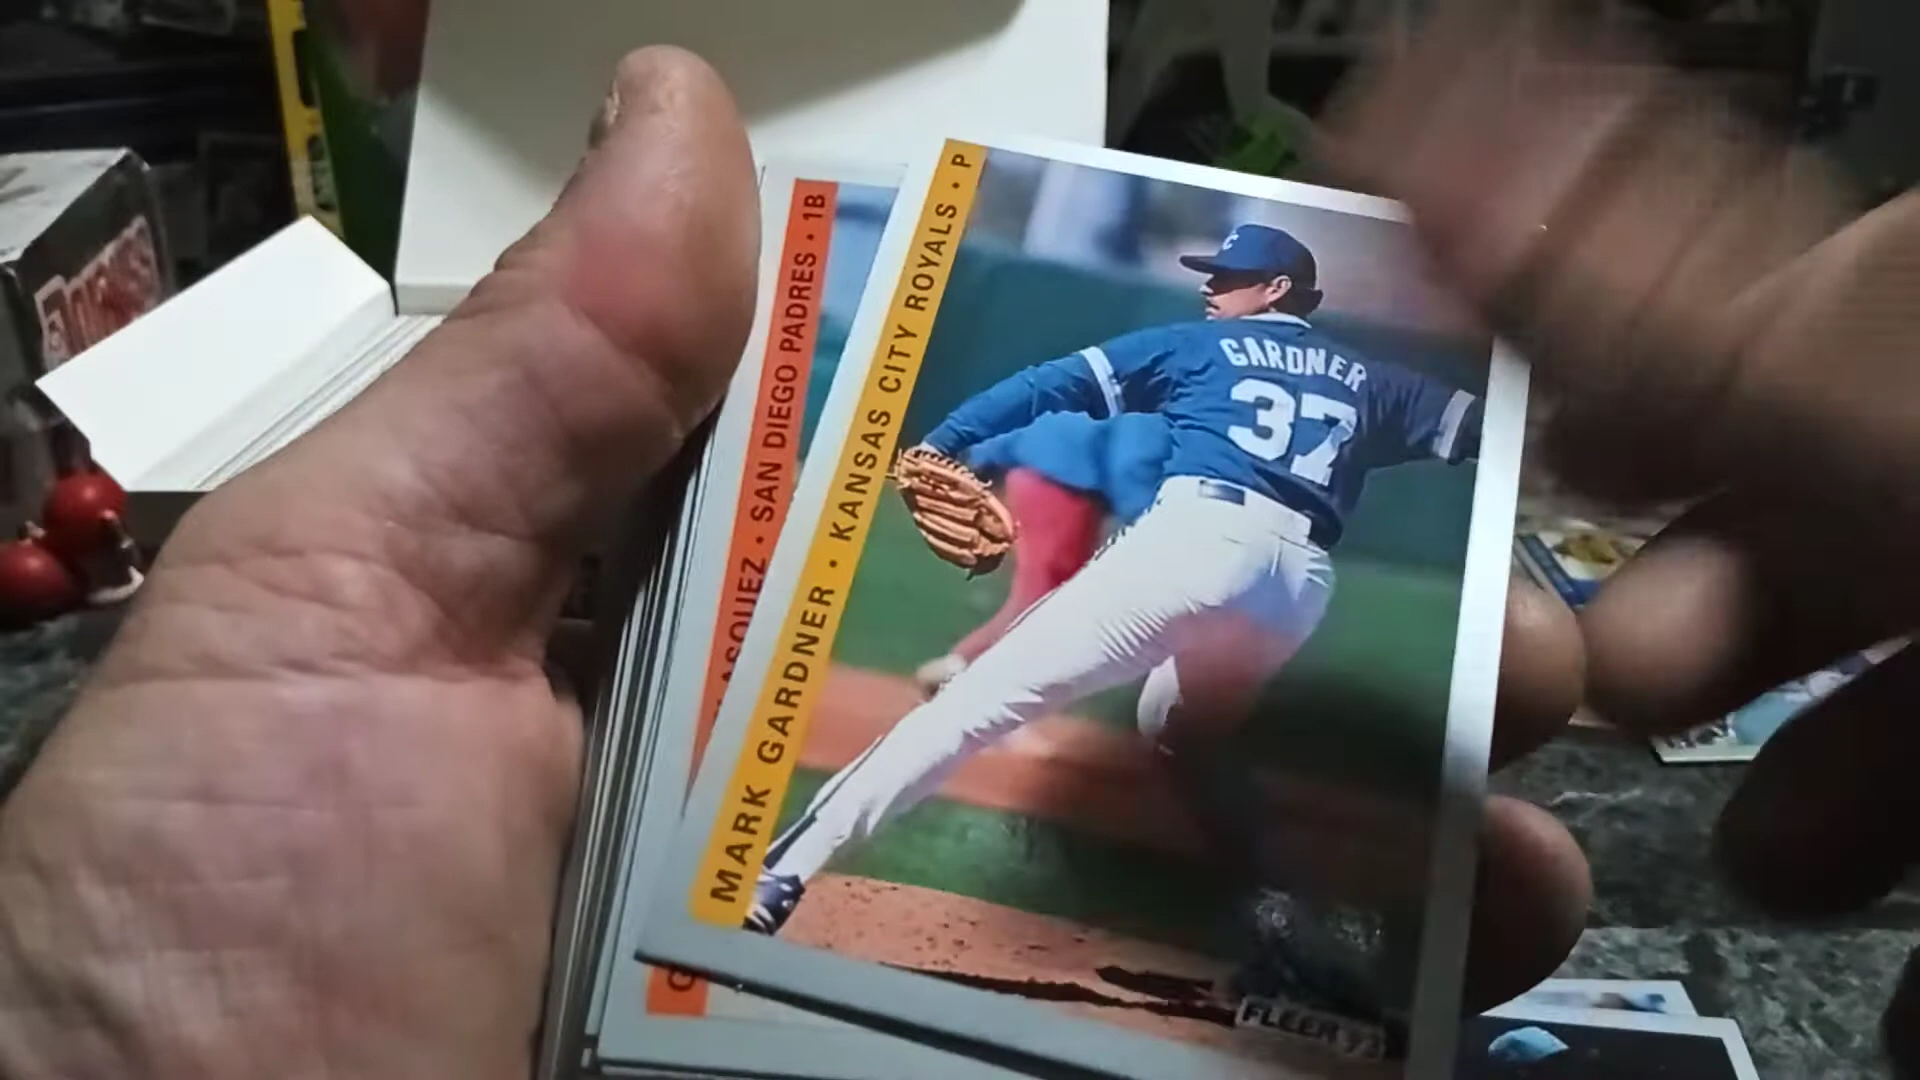 MARK GARDNER • KANSAS CITY ROYALS • P
GARDNER
37
C
FLEER
SAN DIEGO PADRES • 1B
G